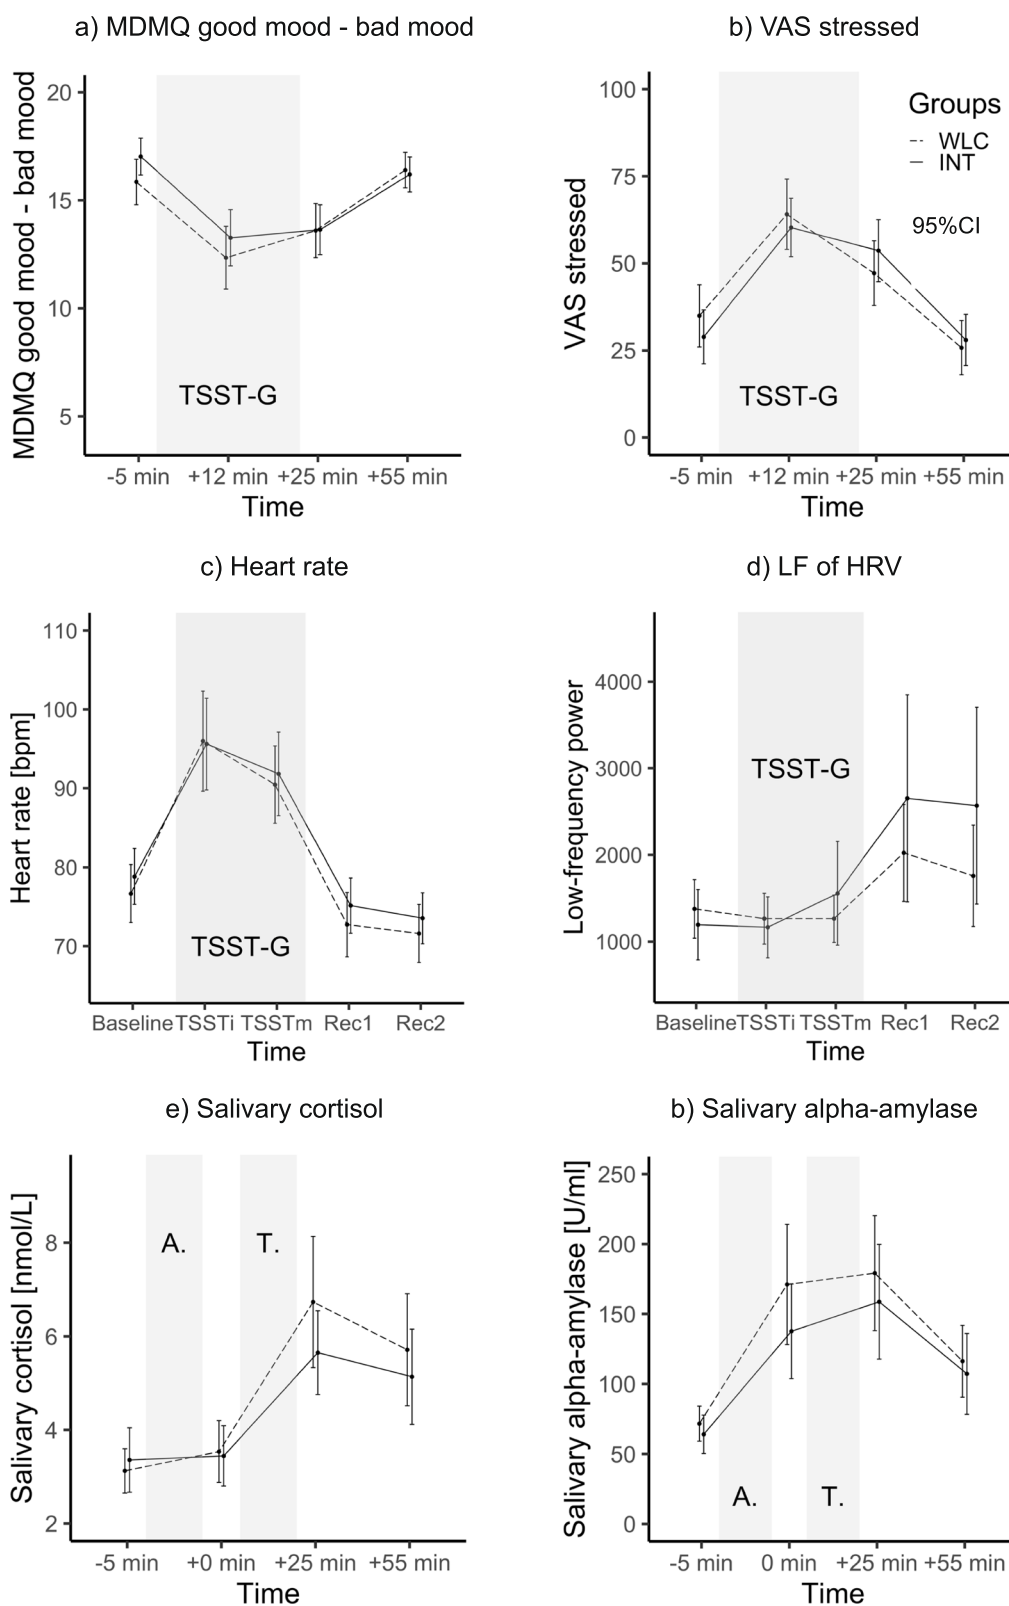 a) MDMQ good mood - bad mood
MDMQ good mood - bad mood
20
15
10
5
TSST-G
-5 min +12 min +25 min +55 min
Time
b) VAS stressed
VAS stressed
100
75
50
25
0
Groups
WLC
INT
95%CI
TSST-G
-5 min +12 min +25 min +55 min
Time
c) Heart rate
Heart rate [bpm]
110
100
90
80
70
TSST-G
Baseline TSSTi TSSTm Rec1 Rec2
Time
d) LF of HRV
Low-frequency power
4000
3000
2000
1000
TSST-G
Baseline TSSTi TSSTm Rec1 Rec2
Time
e) Salivary cortisol
Salivary cortisol [nmol/L]
8
6
4
2
A. T.
-5 min +0 min +25 min +55 min
Time
b) Salivary alpha-amylase
Salivary alpha-amylase [U/ml]
250
200
150
100
50
0
A. T.
-5 min 0 min +25 min +55 min
Time